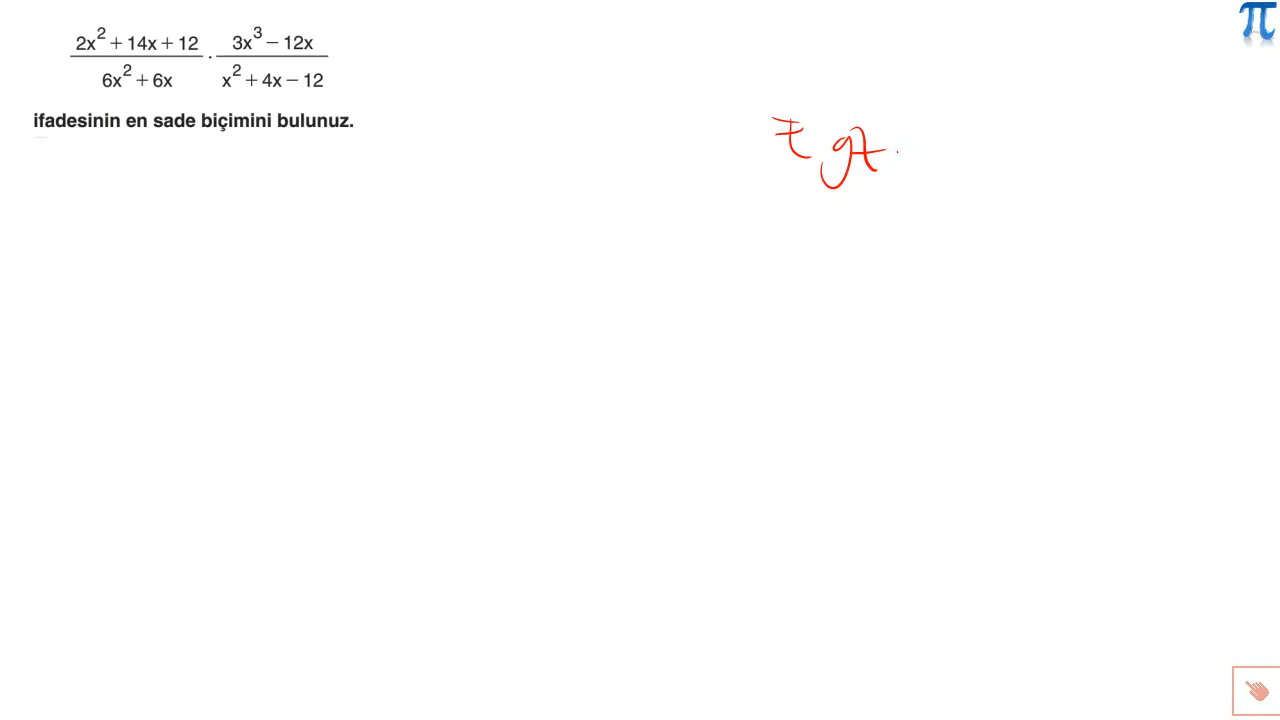 2x² + 14x + 12 / 6x² + 6x · 3x³ − 12x / x² + 4x − 12
ifadesinin en sade biçimini bulunuz.
π